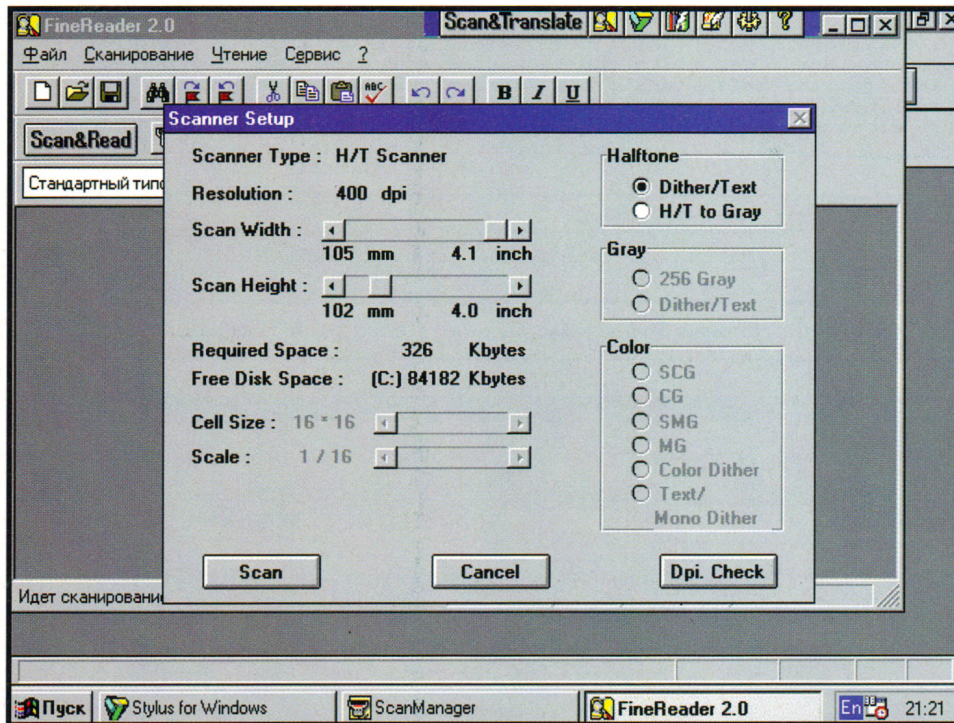 FineReader 2.0
Scan&Translate
Файл Сканирование Чтение Сервис ?
ABC
B I U
Scan&Read
Стандартный типо
Scanner Setup
Scanner Type : H/T Scanner
Resolution : 400 dpi
Scan Width :
105 mm 4.1 inch
Scan Height :
102 mm 4.0 inch
Required Space : 326 Kbytes
Free Disk Space : (C:) 84182 Kbytes
Cell Size : 16 * 16
Scale : 1 / 16
Halftone
Dither/Text
H/T to Gray
Gray
256 Gray
Dither/Text
Color
SCG
CG
SMG
MG
Color Dither
Text/
Mono Dither
Scan Cancel Dpi. Check
Идет сканировани
Пуск Stylus for Windows ScanManager FineReader 2.0 En 21:21